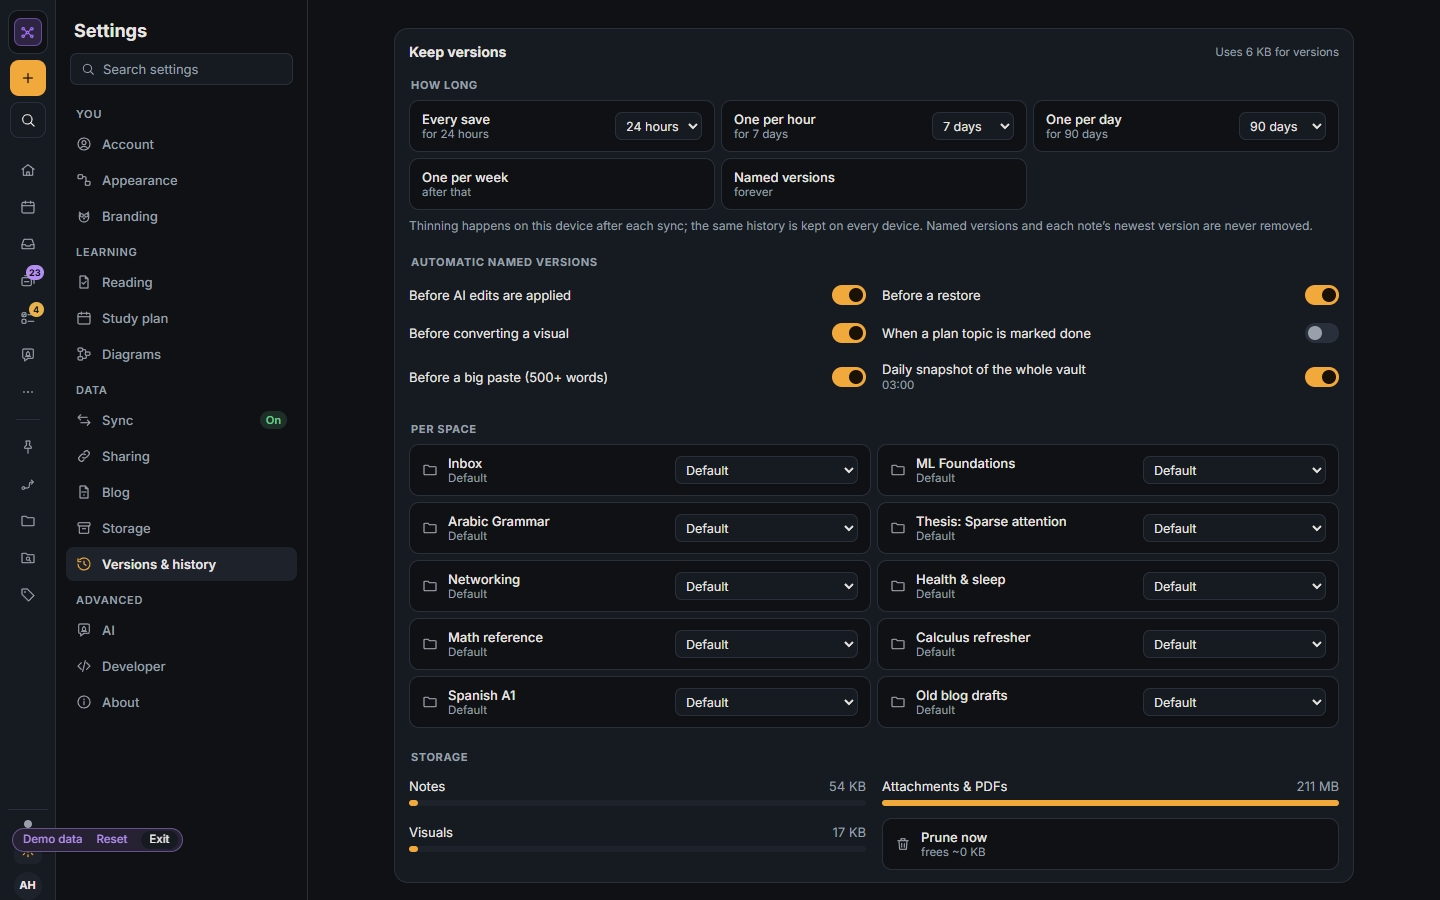 Settings
Search settings
YOU
Account
Appearance
Branding
LEARNING
Reading
Study plan
Diagrams
DATA
Sync On
Sharing
Blog
Storage
Versions & history
ADVANCED
AI
Developer
About
23
4
Demo data Reset Exit
AH
Keep versions Uses 6 KB for versions
HOW LONG
Every save
for 24 hours
24 hours
One per hour
for 7 days
7 days
One per day
for 90 days
90 days
One per week
after that
Named versions
forever
Thinning happens on this device after each sync; the same history is kept on every device. Named versions and each note’s newest version are never removed.
AUTOMATIC NAMED VERSIONS
Before AI edits are applied
Before a restore
Before converting a visual
When a plan topic is marked done
Before a big paste (500+ words)
Daily snapshot of the whole vault
03:00
PER SPACE
Inbox
Default
Default
ML Foundations
Default
Default
Arabic Grammar
Default
Default
Thesis: Sparse attention
Default
Default
Networking
Default
Default
Health & sleep
Default
Default
Math reference
Default
Default
Calculus refresher
Default
Default
Spanish A1
Default
Default
Old blog drafts
Default
Default
STORAGE
Notes 54 KB
Attachments & PDFs 211 MB
Visuals 17 KB
Prune now
frees ~0 KB